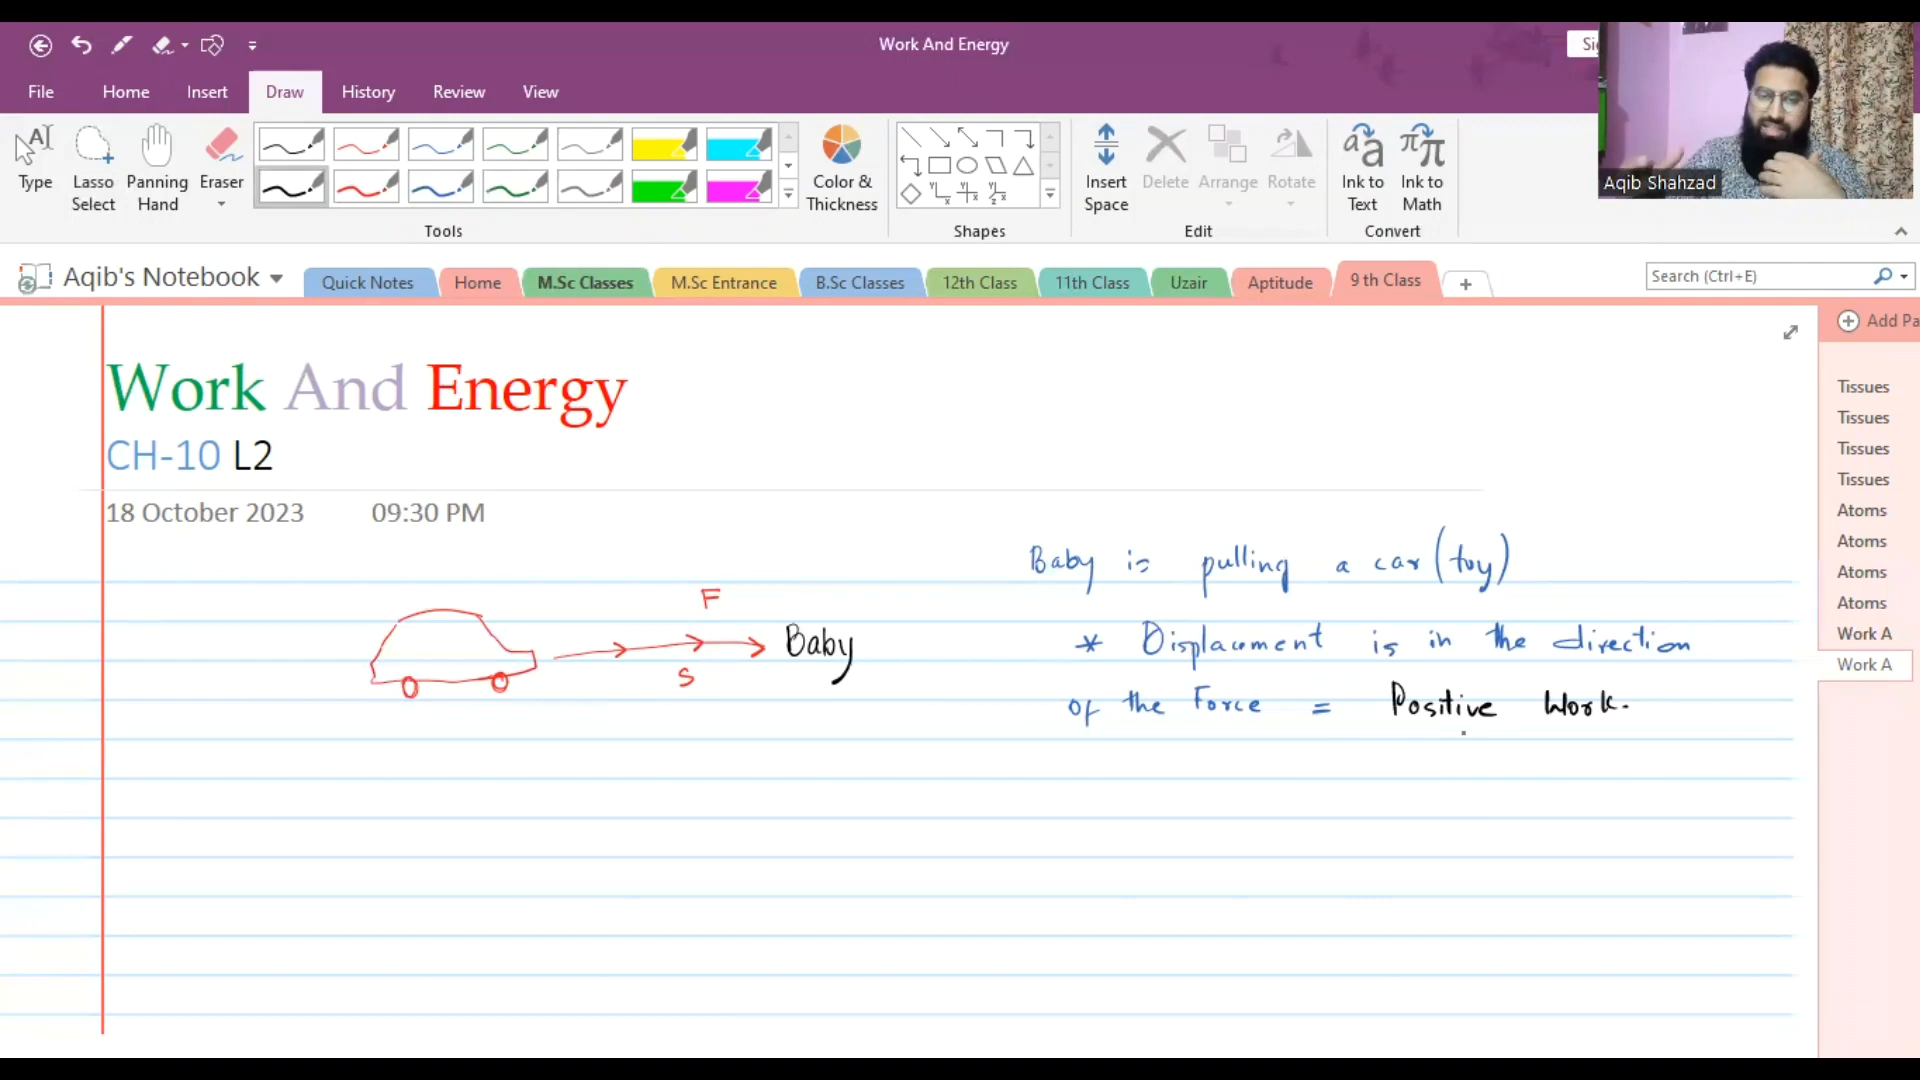 Work And Energy
Aqib Shahzad
File Home Insert Draw History Review View
Type
Lasso Select
Panning Hand
Eraser
Color & Thickness
Insert Space
Delete
Arrange
Rotate
Ink to Text
Ink to Math
Tools
Shapes
Edit
Convert
Aqib's Notebook
Quick Notes Home M.Sc Classes M.Sc Entrance B.Sc Classes 12th Class 11th Class Uzair Aptitude 9 th Class
Search (Ctrl+E)
Add Pa
Work And Energy
CH-10 L2
18 October 2023 09:30 PM
F
S
Baby
Baby is pulling a car (toy)
* Displacement is in the direction
of the Force = Positive Work.
Tissues
Tissues
Tissues
Tissues
Atoms
Atoms
Atoms
Atoms
Work A
Work A